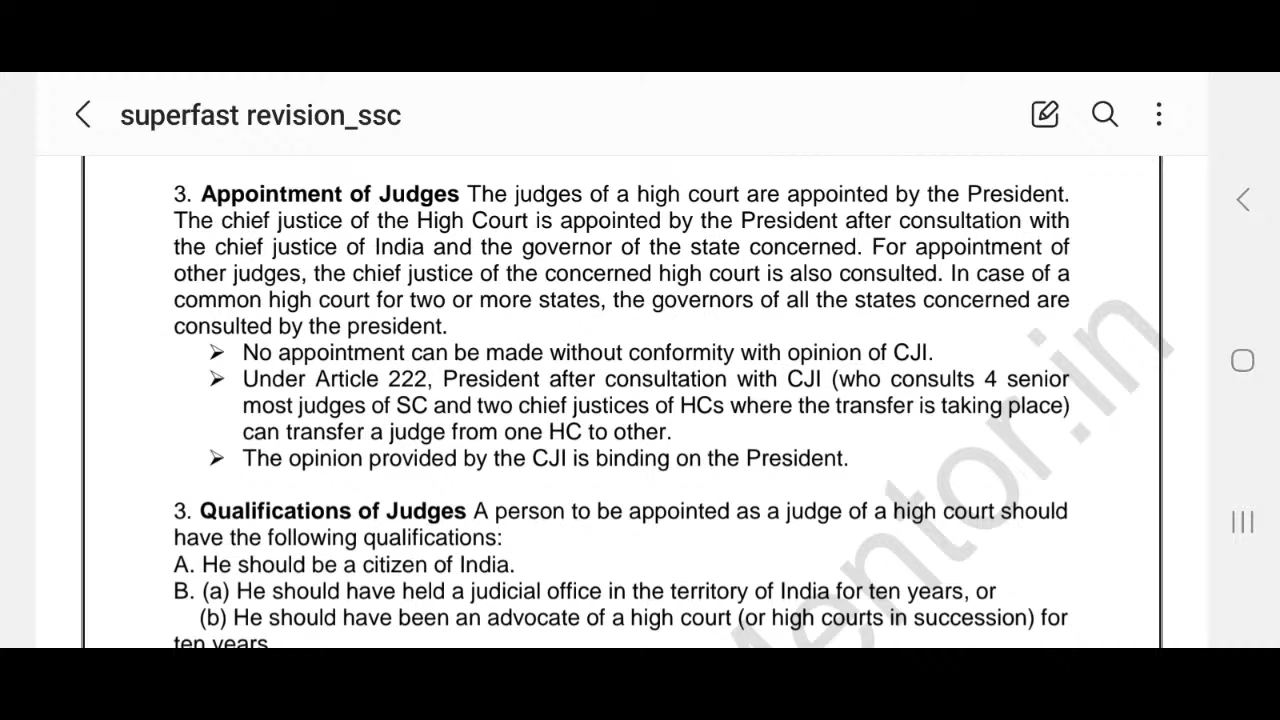 superfast revision_ssc
3. Appointment of Judges The judges of a high court are appointed by the President.
The chief justice of the High Court is appointed by the President after consultation with
the chief justice of India and the governor of the state concerned. For appointment of
other judges, the chief justice of the concerned high court is also consulted. In case of a
common high court for two or more states, the governors of all the states concerned are
consulted by the president.
➢ No appointment can be made without conformity with opinion of CJI.
➢ Under Article 222, President after consultation with CJI (who consults 4 senior
most judges of SC and two chief justices of HCs where the transfer is taking place)
can transfer a judge from one HC to other.
➢ The opinion provided by the CJI is binding on the President.
3. Qualifications of Judges A person to be appointed as a judge of a high court should
have the following qualifications:
A. He should be a citizen of India.
B. (a) He should have held a judicial office in the territory of India for ten years, or
(b) He should have been an advocate of a high court (or high courts in succession) for
ten years
Mentor.in